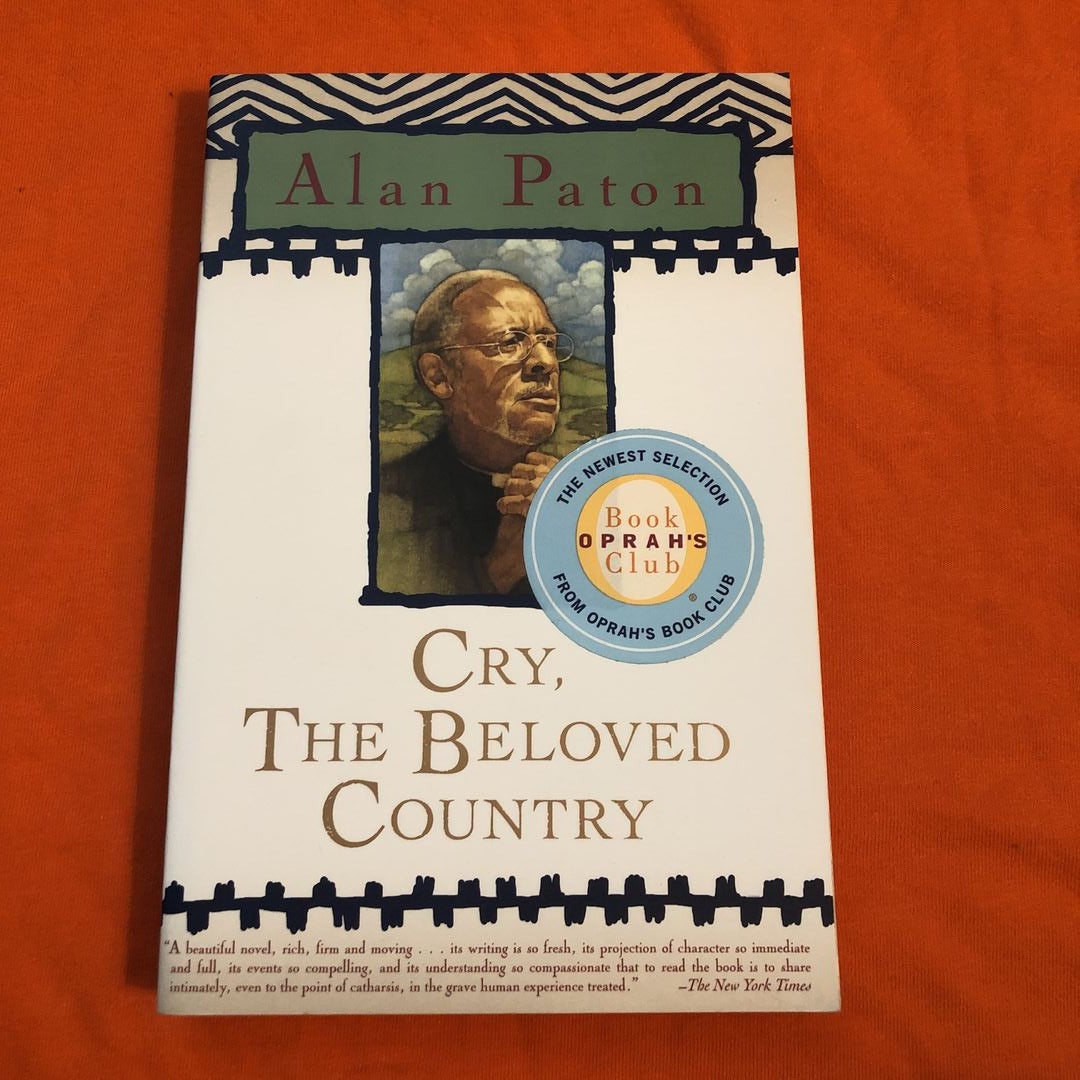 Alan Paton
THE NEWEST SELECTION
Book
OPRAH'S
Club
®
FROM OPRAH'S BOOK CLUB
CRY,
THE BELOVED
COUNTRY
“A beautiful novel, rich, firm and moving . . . its writing is so fresh, its projection of character so immediate
and full, its events so compelling, and its understanding so compassionate that to read the book is to share
intimately, even to the point of catharsis, in the grave human experience treated.” –The New York Times